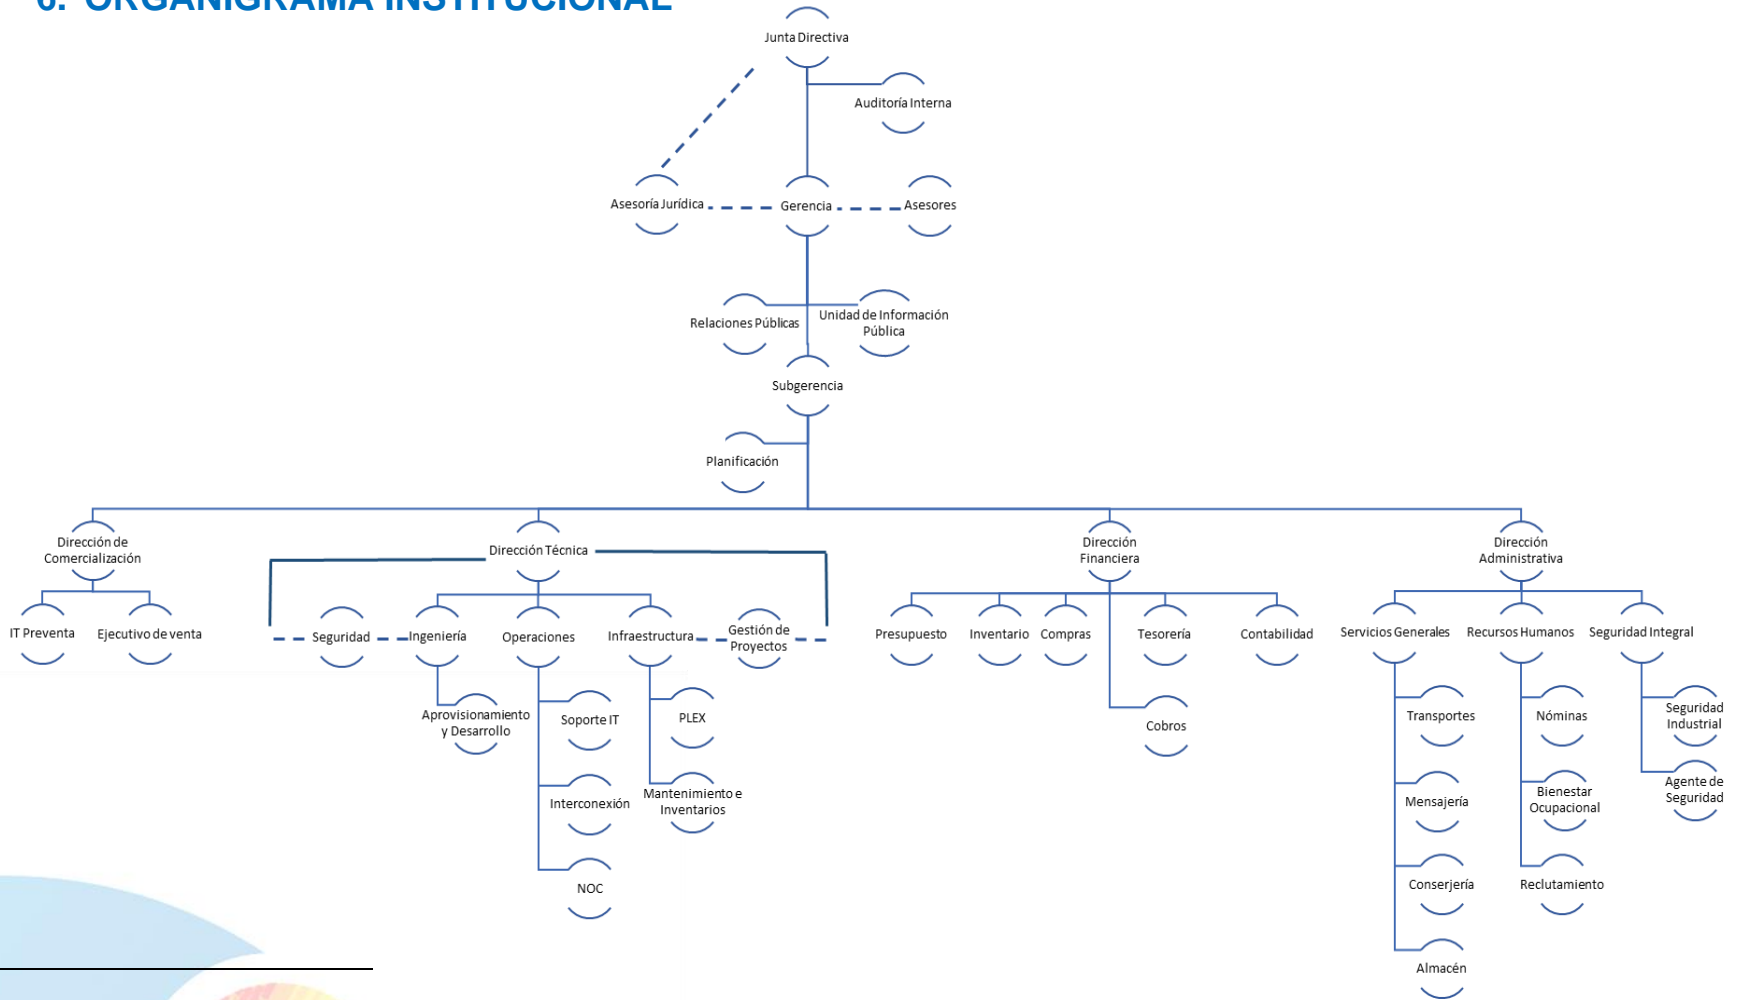 6. ORGANIGRAMA INSTITUCIONAL
Junta Directiva
Auditoría Interna
Asesoría Jurídica
Gerencia
Asesores
Relaciones Públicas
Unidad de Información
Pública
Subgerencia
Planificación
Dirección de
Comercialización
Dirección Técnica
Dirección
Financiera
Dirección
Administrativa
IT Preventa
Ejecutivo de venta
Seguridad
Ingeniería
Operaciones
Infraestructura
Gestión de
Proyectos
Presupuesto
Inventario
Compras
Tesorería
Contabilidad
Servicios Generales
Recursos Humanos
Seguridad Integral
Aprovisionamiento
y Desarrollo
Soporte IT
PLEX
Cobros
Transportes
Nóminas
Seguridad
Industrial
Interconexión
Mantenimiento e
Inventarios
Mensajería
Bienestar
Ocupacional
Agente de
Seguridad
NOC
Conserjería
Reclutamiento
Almacén